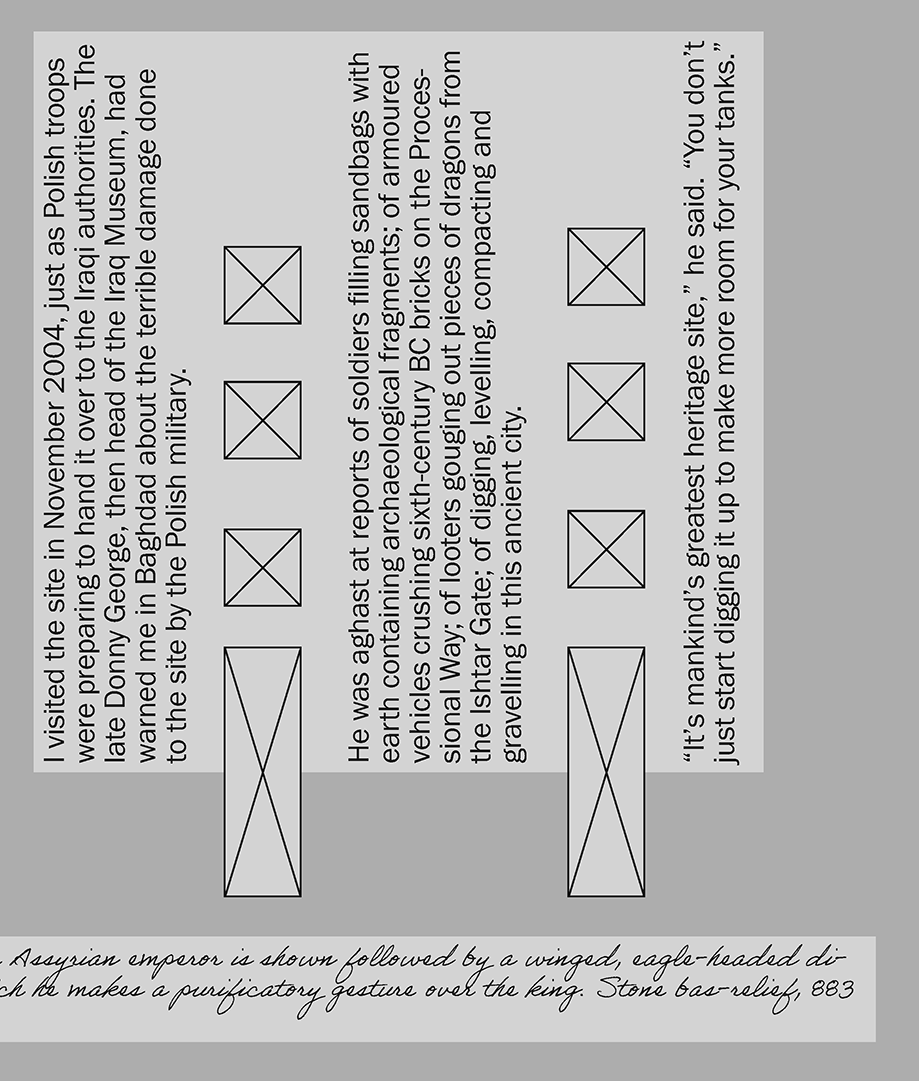 I visited the site in November 2004, just as Polish troops
were preparing to hand it over to the Iraqi authorities. The
late Donny George, then head of the Iraq Museum, had
warned me in Baghdad about the terrible damage done
to the site by the Polish military.
He was aghast at reports of soldiers filling sandbags with
earth containing archaeological fragments; of armoured
vehicles crushing sixth-century BC bricks on the Proces-
sional Way; of looters gouging out pieces of dragons from
the Ishtar Gate; of digging, levelling, compacting and
gravelling in this ancient city.
“It’s mankind’s greatest heritage site,” he said. “You don’t
just start digging it up to make more room for your tanks.”
Assyrian emperor is shown followed by a winged, eagle-headed di-
he makes a purificatory gesture over the king. Stone bas-relief, 883